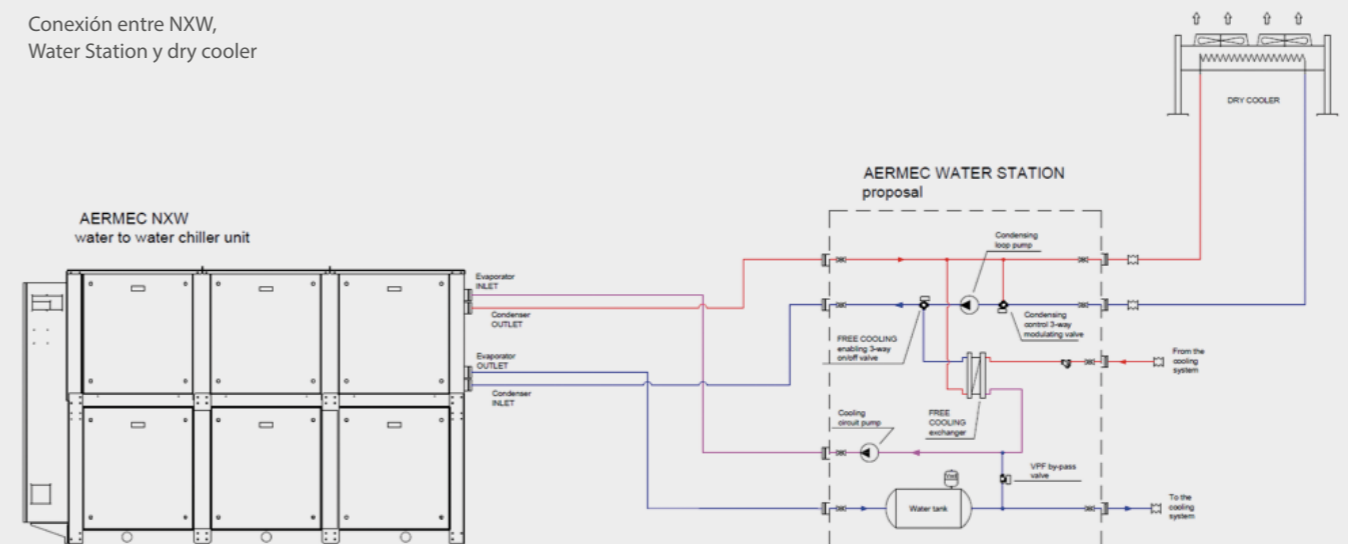 Conexión entre NXW,
Water Station y dry cooler
DRY COOLER
AERMEC WATER STATION
proposal
AERMEC NXW
water to water chiller unit
Condensing
loop pump
Evaporator
INLET
Condenser
OUTLET
Condensing
control 3-way
modulating valve
FREE COOLING
enabling 3-way
on/off valve
From the
cooling
system
Evaporator
OUTLET
Condenser
INLET
Cooling
circuit pump
FREE
COOLING
exchanger
VPF by-pass
valve
Water tank
To the
cooling
system